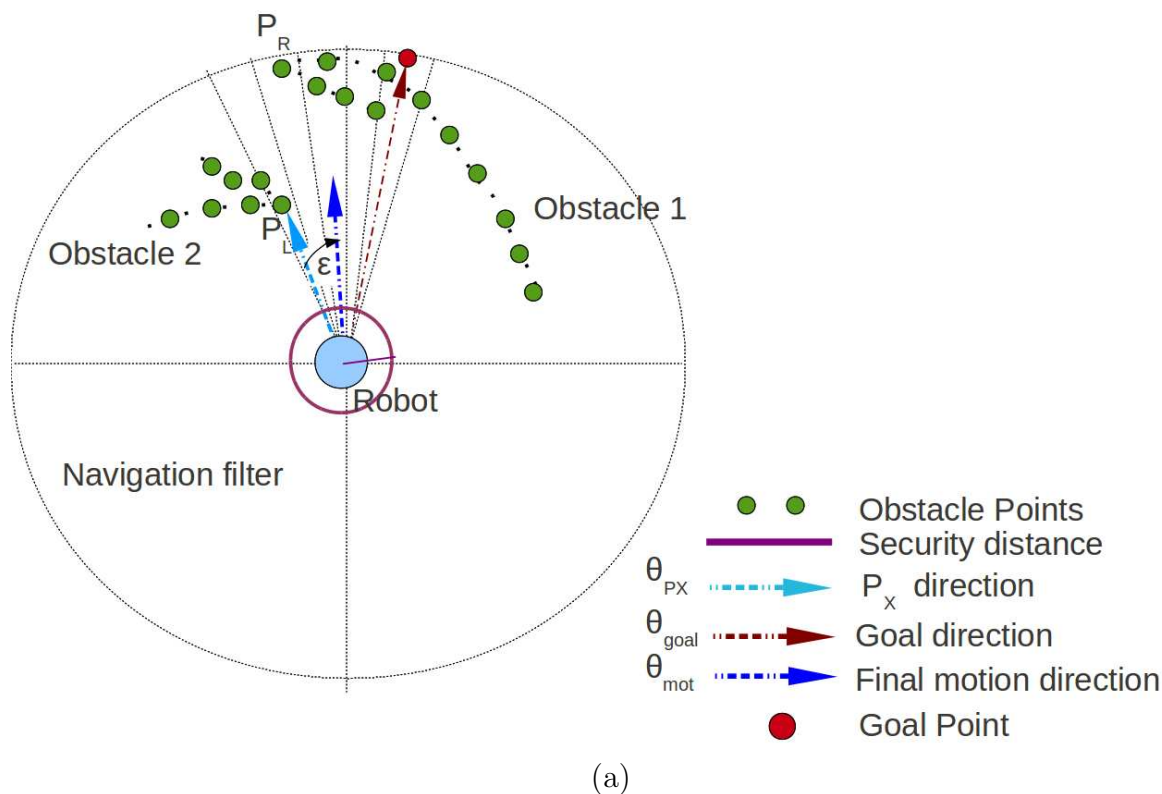 P_R
Obstacle 1
P_L
ε
Obstacle 2
Robot
Navigation filter
Obstacle Points
Security distance
θ_PX P_X direction
θ_goal Goal direction
θ_mot Final motion direction
Goal Point
(a)